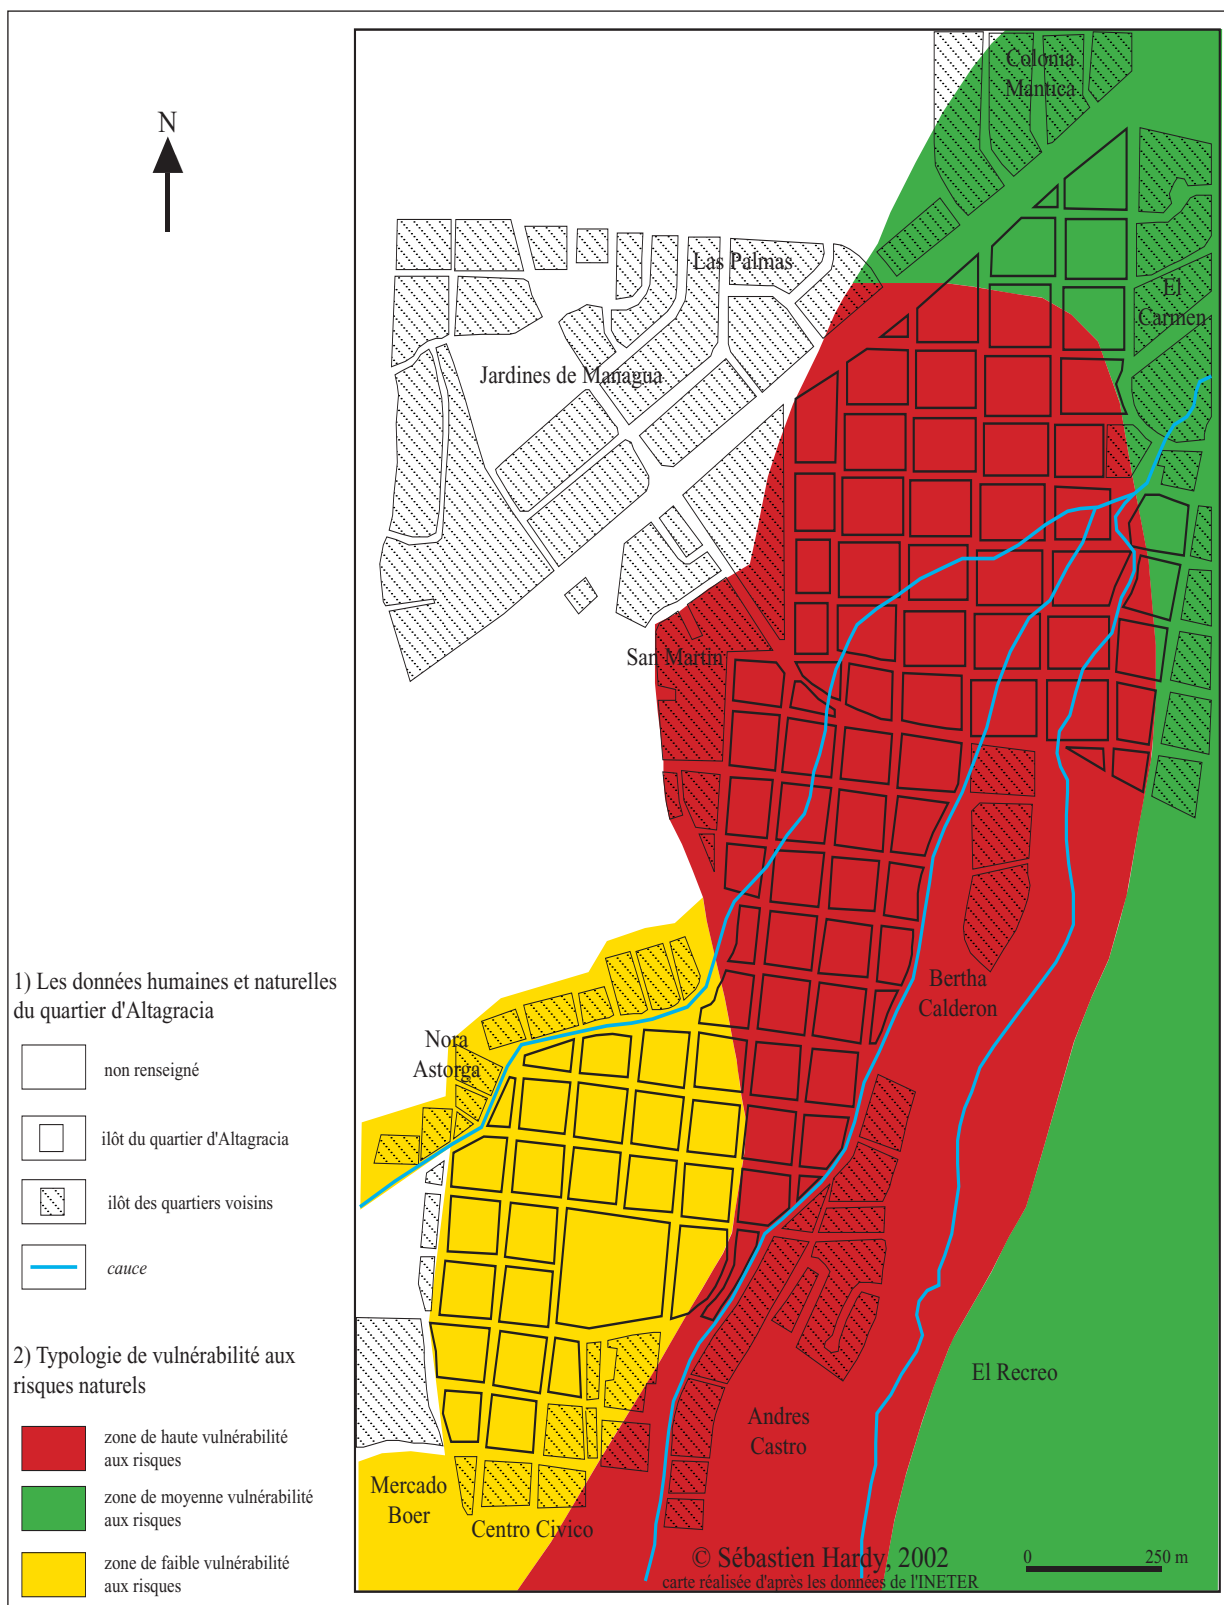 N
Colonia
Mantica
Las Palmas
El
Carmen
Jardines de Managua
San Martin
Bertha
Calderon
Nora
Astorga
El Recreo
Andres
Castro
Mercado
Boer
Centro Civico
1) Les données humaines et naturelles
du quartier d'Altagracia
non renseigné
ilôt du quartier d'Altagracia
ilôt des quartiers voisins
cauce
2) Typologie de vulnérabilité aux
risques naturels
zone de haute vulnérabilité
aux risques
zone de moyenne vulnérabilité
aux risques
zone de faible vulnérabilité
aux risques
© Sébastien Hardy, 2002
carte réalisée d'après les données de l'INETER
0 250 m